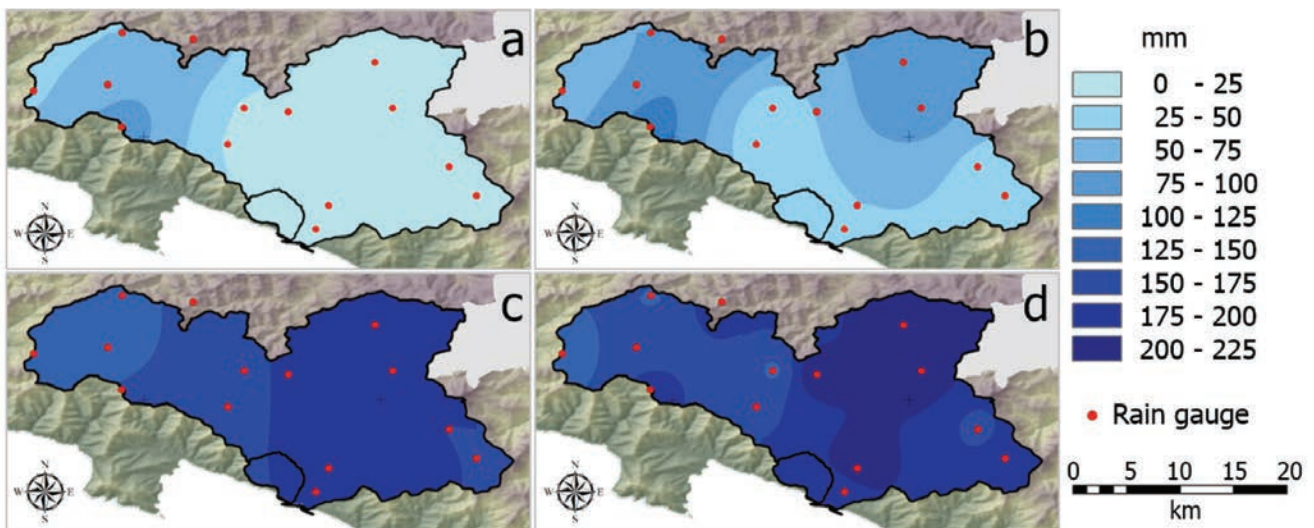 a
b
N
W E
S
N
W E
S
c
d
N
W E
S
N
W E
S
mm
0 - 25
25 - 50
50 - 75
75 - 100
100 - 125
125 - 150
150 - 175
175 - 200
200 - 225
Rain gauge
0 5 10 15 20
km